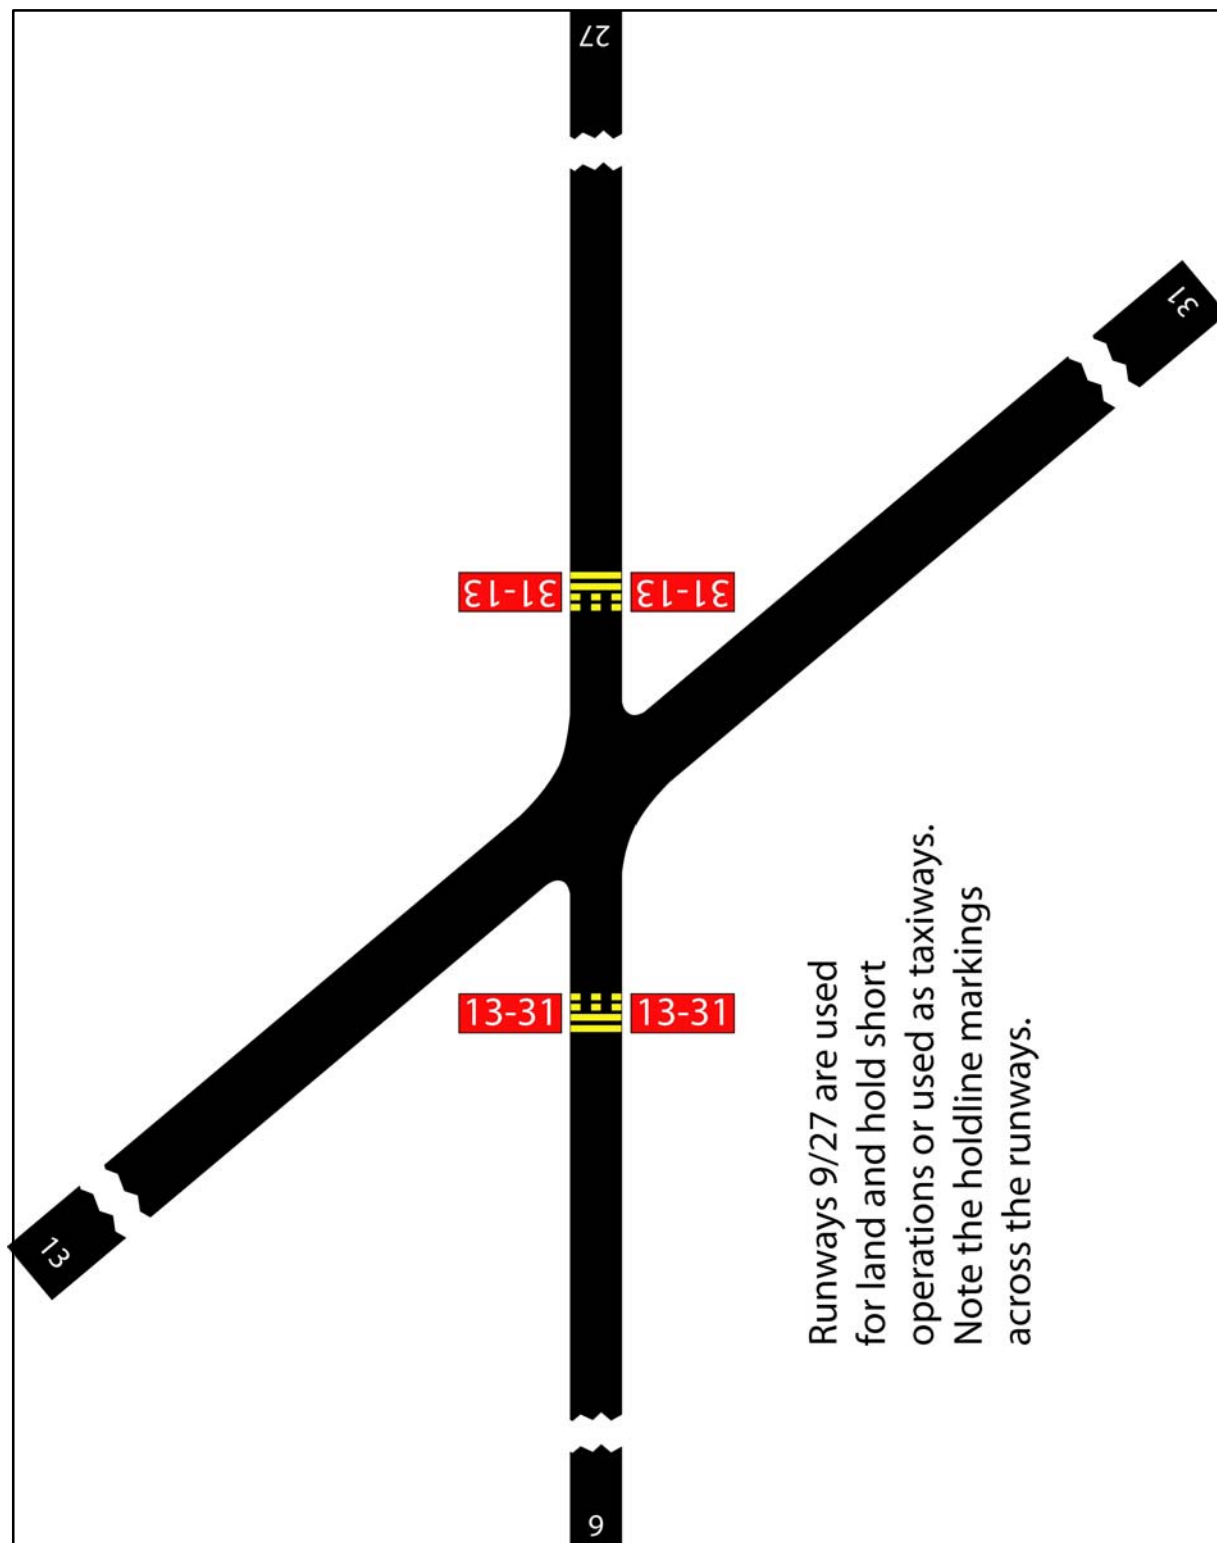 27
31
31-13
31-13
13-31
13-31
13
9
Runways 9/27 are used
for land and hold short
operations or used as taxiways.
Note the holdline markings
across the runways.